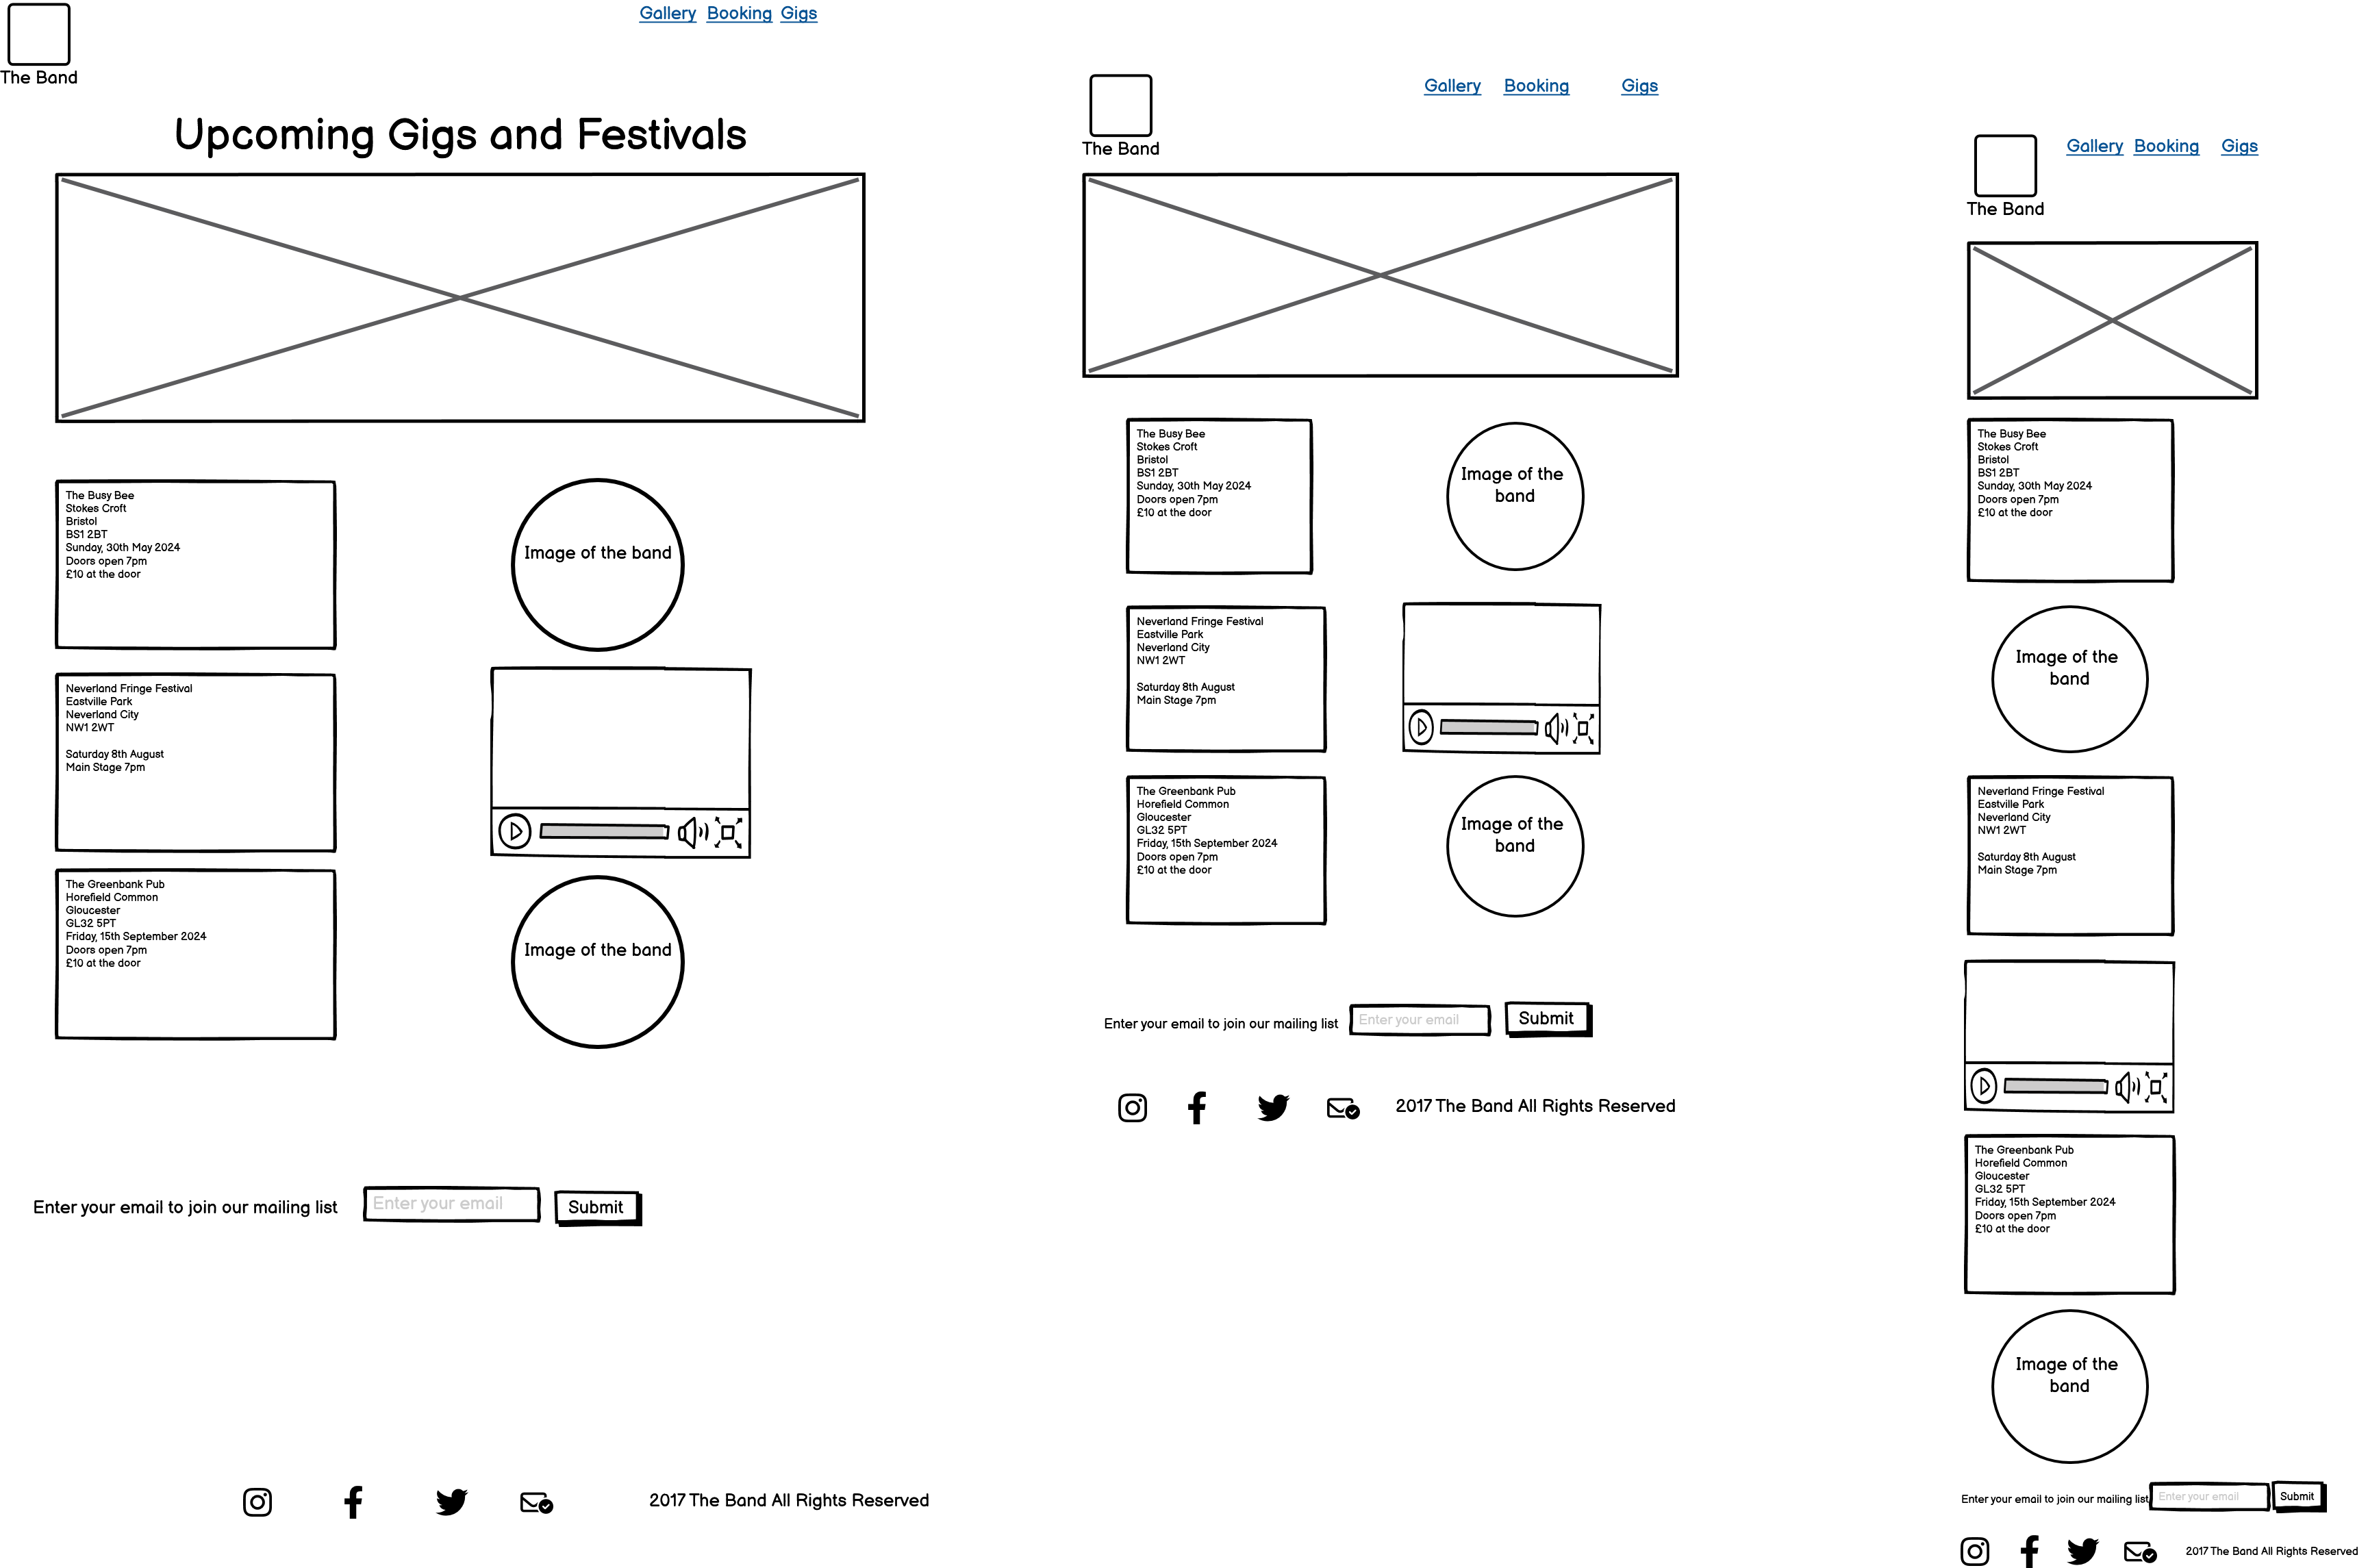 Gallery Booking Gigs
The Band
Upcoming Gigs and Festivals
The Busy Bee
Stokes Croft
Bristol
BS1 2BT
Sunday, 30th May 2024
Doors open 7pm
£10 at the door
Image of the band
Neverland Fringe Festival
Eastville Park
Neverland City
NW1 2WT
Saturday 8th August
Main Stage 7pm
The Greenbank Pub
Horefield Common
Gloucester
GL32 5PT
Friday, 15th September 2024
Doors open 7pm
£10 at the door
Image of the band
Enter your email to join our mailing list Enter your email Submit
2017 The Band All Rights Reserved
Gallery Booking Gigs
The Band
The Busy Bee
Stokes Croft
Bristol
BS1 2BT
Sunday, 30th May 2024
Doors open 7pm
£10 at the door
Image of the
band
Neverland Fringe Festival
Eastville Park
Neverland City
NW1 2WT
Saturday 8th August
Main Stage 7pm
The Greenbank Pub
Horefield Common
Gloucester
GL32 5PT
Friday, 15th September 2024
Doors open 7pm
£10 at the door
Image of the
band
Enter your email to join our mailing list Enter your email Submit
2017 The Band All Rights Reserved
Gallery Booking Gigs
The Band
The Busy Bee
Stokes Croft
Bristol
BS1 2BT
Sunday, 30th May 2024
Doors open 7pm
£10 at the door
Image of the
band
Neverland Fringe Festival
Eastville Park
Neverland City
NW1 2WT
Saturday 8th August
Main Stage 7pm
The Greenbank Pub
Horefield Common
Gloucester
GL32 5PT
Friday, 15th September 2024
Doors open 7pm
£10 at the door
Image of the
band
Enter your email to join our mailing list Enter your email Submit
2017 The Band All Rights Reserved